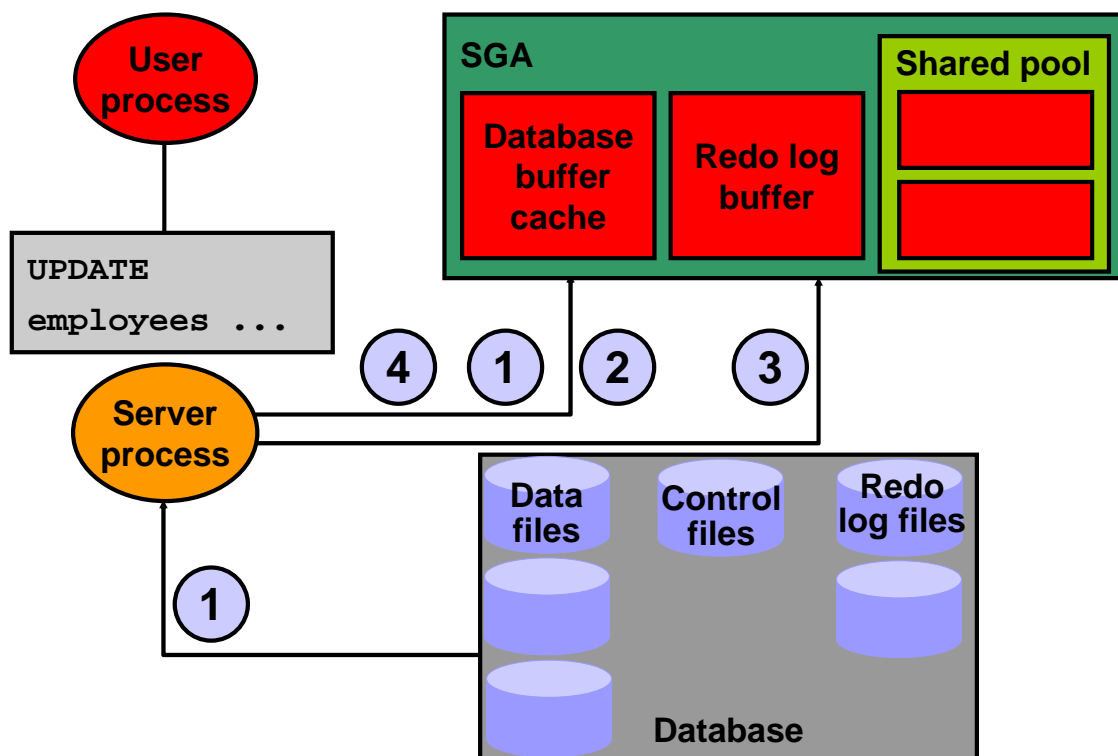 User
process
SGA
Shared pool
Database
buffer
cache
Redo log
buffer
UPDATE
employees ...
4
1
2
3
Server
process
1
Data
files
Control
files
Redo
log files
Database